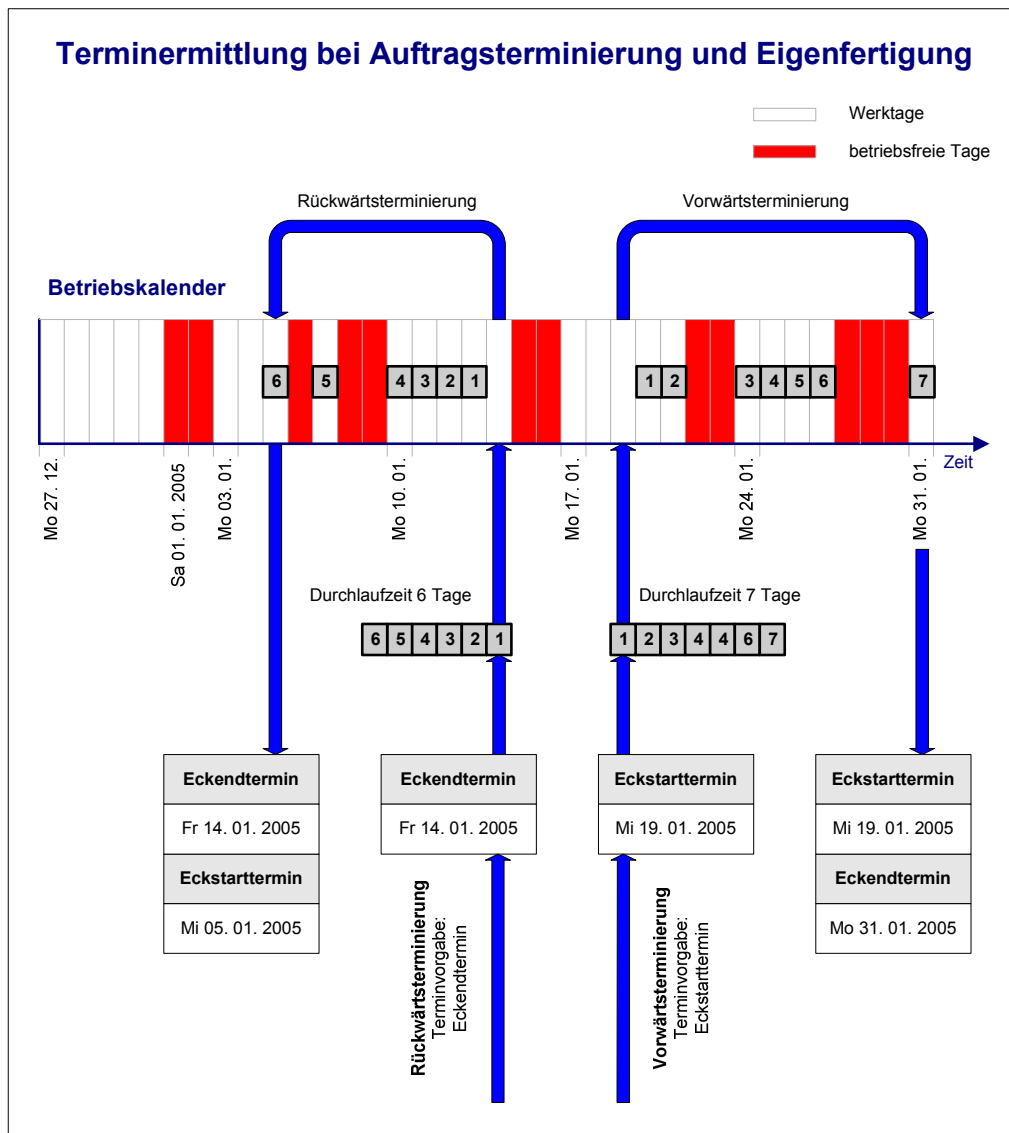 Terminermittlung bei Auftragsterminierung und Eigenfertigung
Werktage
betriebsfreie Tage
Rückwärtsterminierung
Vorwärtsterminierung
Betriebskalender
6 5 4 3 2 1 1 2 3 4 5 6 7
Zeit
Mo 27. 12.
Sa 01. 01. 2005
Mo 03. 01.
Mo 10. 01.
Mo 17. 01.
Mo 24. 01.
Mo 31. 01.
Durchlaufzeit 6 Tage
6 5 4 3 2 1
Durchlaufzeit 7 Tage
1 2 3 4 4 6 7
Eckendtermin
Fr 14. 01. 2005
Eckstarttermin
Mi 05. 01. 2005
Eckendtermin
Fr 14. 01. 2005
Eckstarttermin
Mi 19. 01. 2005
Eckstarttermin
Mi 19. 01. 2005
Eckendtermin
Mo 31. 01. 2005
Rückwärtsterminierung
Terminvorgabe:
Eckendtermin
Vorwärtsterminierung
Terminvorgabe:
Eckstarttermin